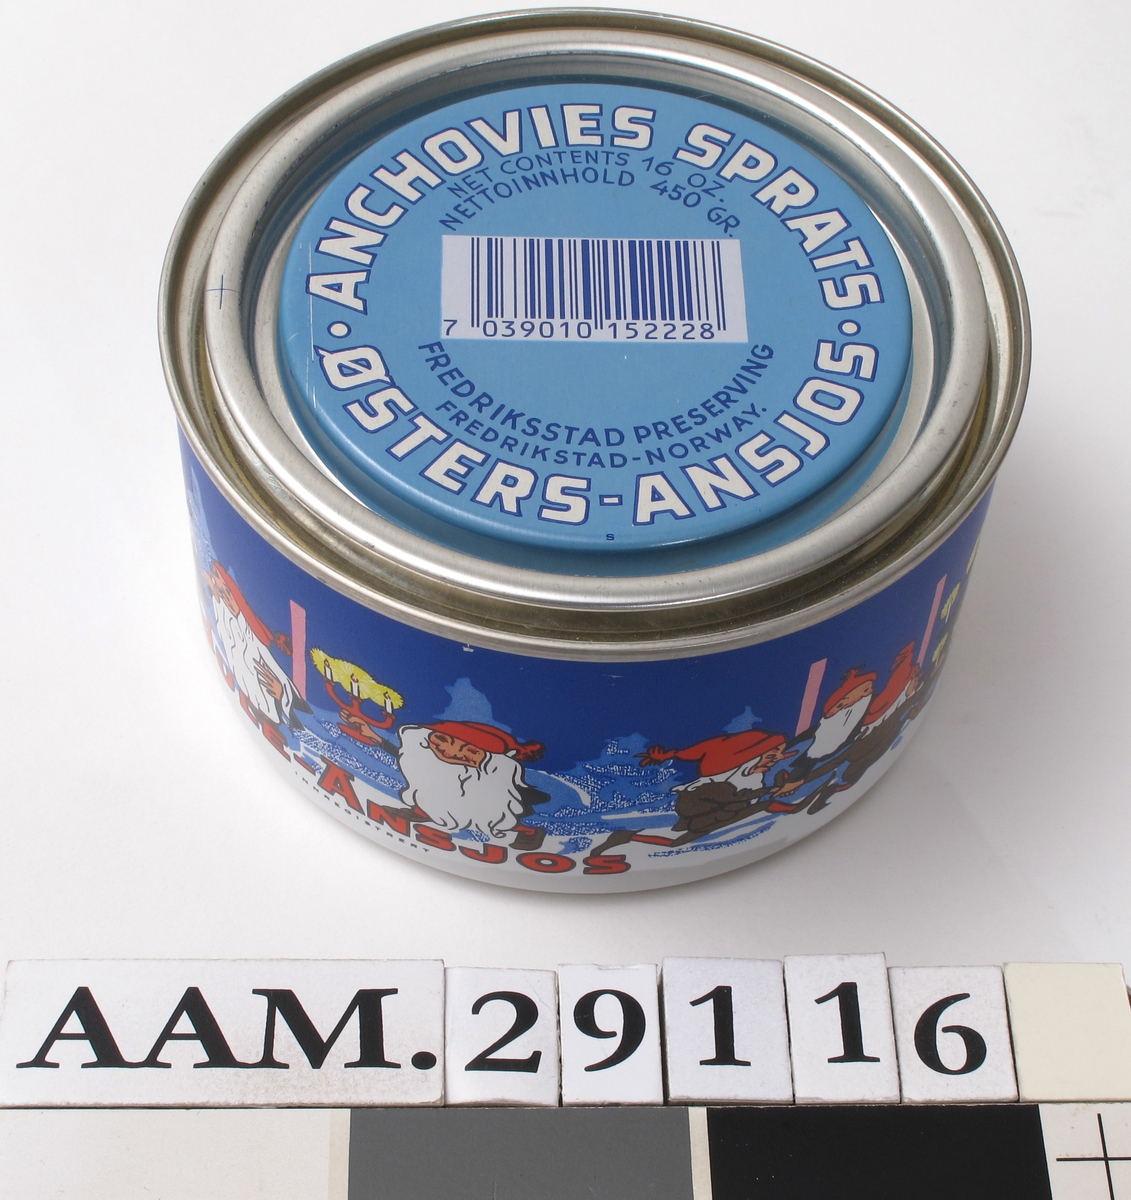 ANCHOVIES SPRATS
NET CONTENTS 16 OZ.
NETTOINNHOLD 450 GR.
7 039010 152228
FREDRIKSSTAD PRESERVING
FREDRIKSTAD-NORWAY.
ØSTERS-ANSJOS
S
-ANSJOS
INNREGISTRERT
AAM. 29116